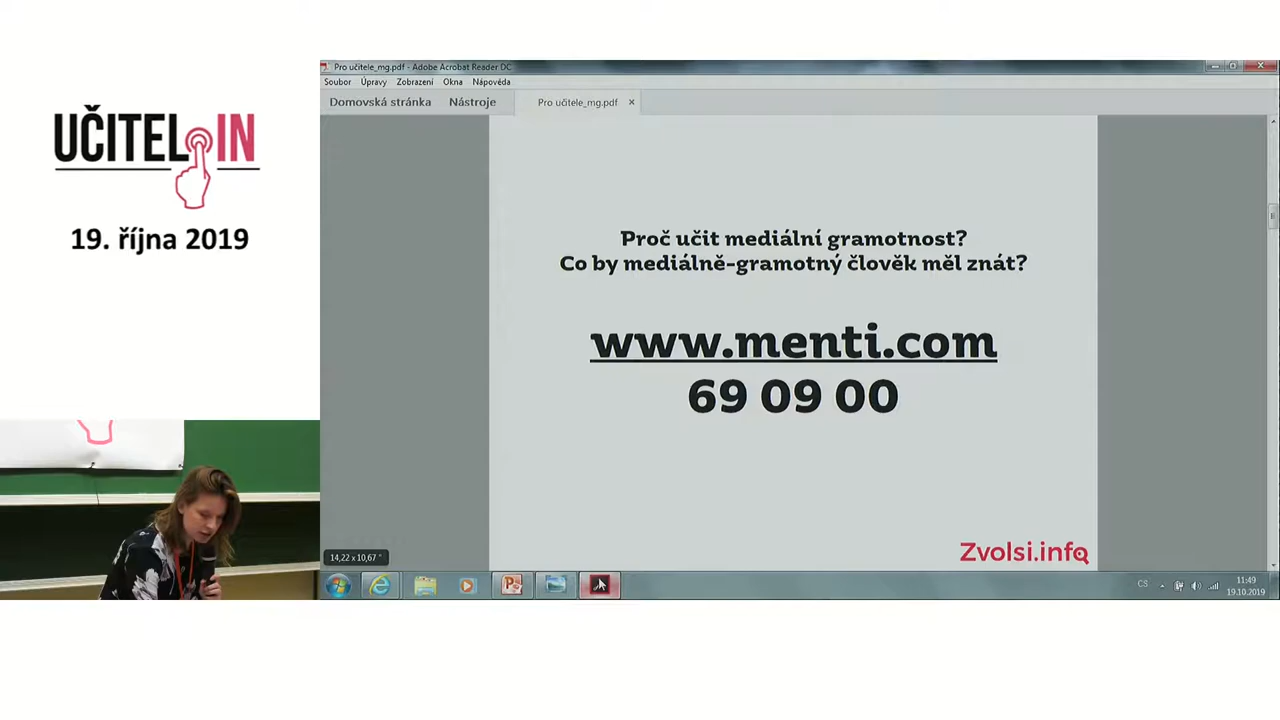 UČITEL IN
19. října 2019
Pro učitele_mg.pdf - Adobe Acrobat Reader DC
Soubor Úpravy Zobrazení Okna Nápověda
Domovská stránka Nástroje Pro učitele_mg.pdf ×
Proč učit mediální gramotnost?
Co by mediálně-gramotný člověk měl znát?
www.menti.com
69 09 00
Zvolsi.info
14,22 x 10,67 "
CS 11:49
19.10.2019